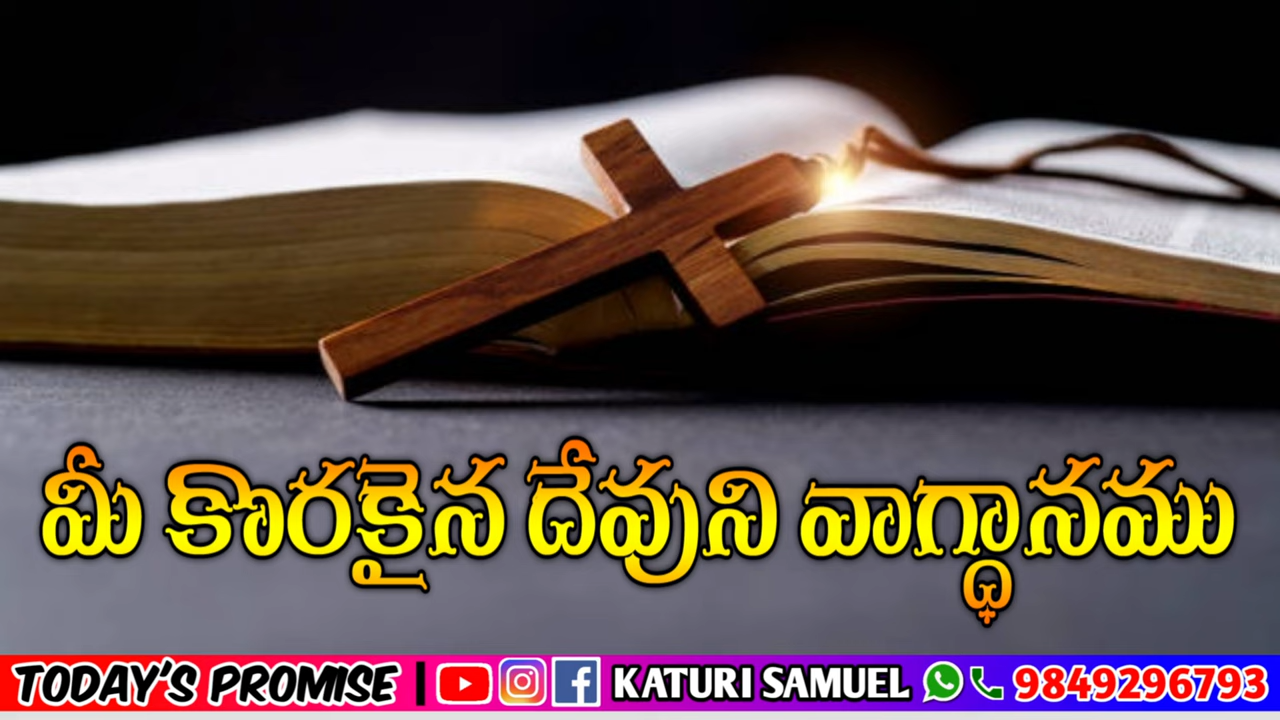 మీ కొరకైన దేవుని వాగ్ధానము
TODAY'S PROMISE | KATURI SAMUEL 9849296793